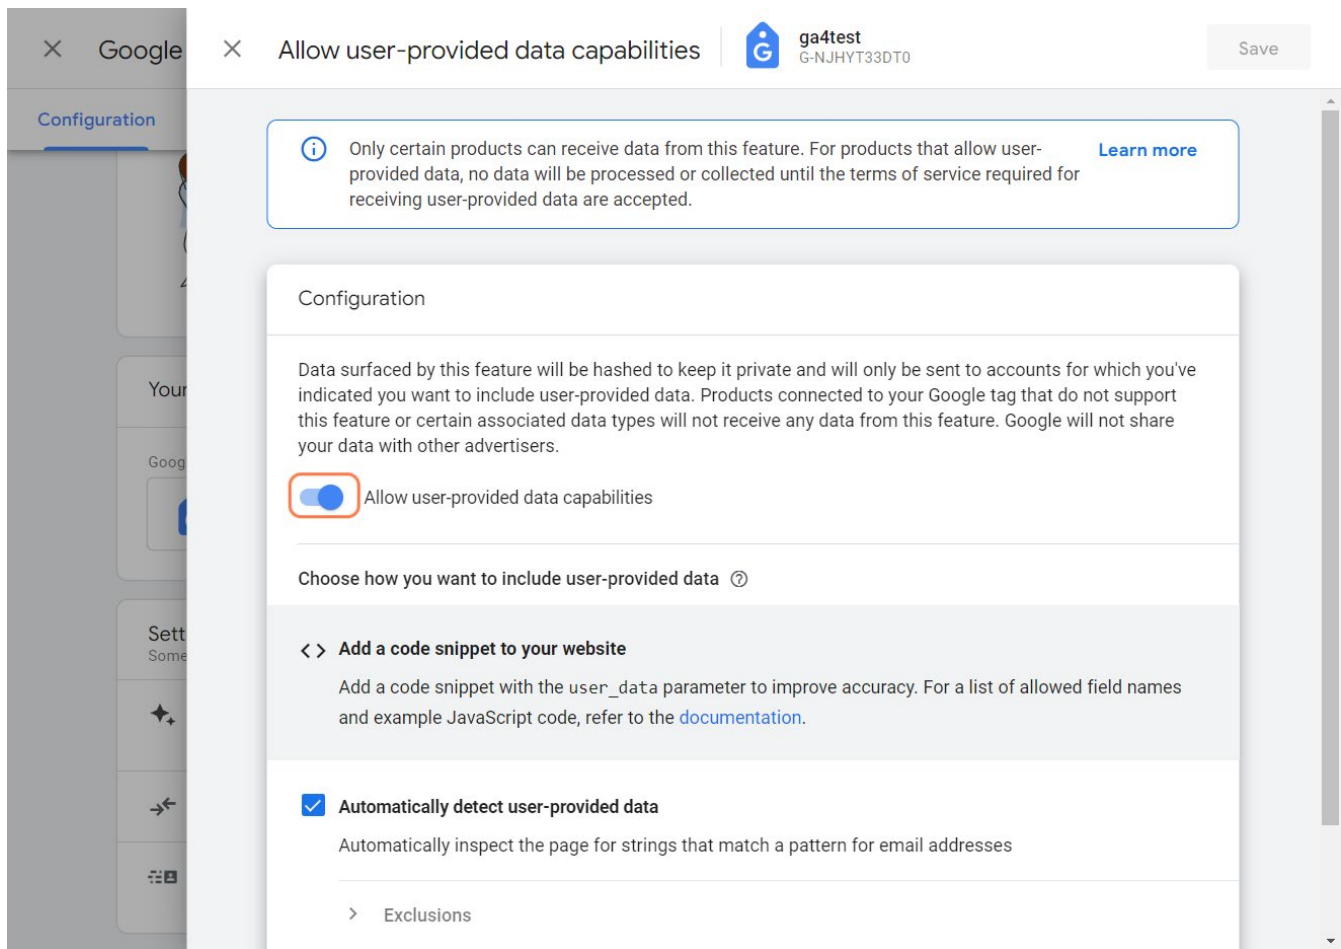 Google
Allow user-provided data capabilities
ga4test
G-NJHYT33DT0
Save
Configuration
Only certain products can receive data from this feature. For products that allow user-
provided data, no data will be processed or collected until the terms of service required for
receiving user-provided data are accepted.
Learn more
Configuration
Data surfaced by this feature will be hashed to keep it private and will only be sent to accounts for which you've
indicated you want to include user-provided data. Products connected to your Google tag that do not support
this feature or certain associated data types will not receive any data from this feature. Google will not share
your data with other advertisers.
Your
Goog
Allow user-provided data capabilities
Choose how you want to include user-provided data
Sett
Some
Add a code snippet to your website
Add a code snippet with the user_data parameter to improve accuracy. For a list of allowed field names
and example JavaScript code, refer to the documentation.
Automatically detect user-provided data
Automatically inspect the page for strings that match a pattern for email addresses
Exclusions